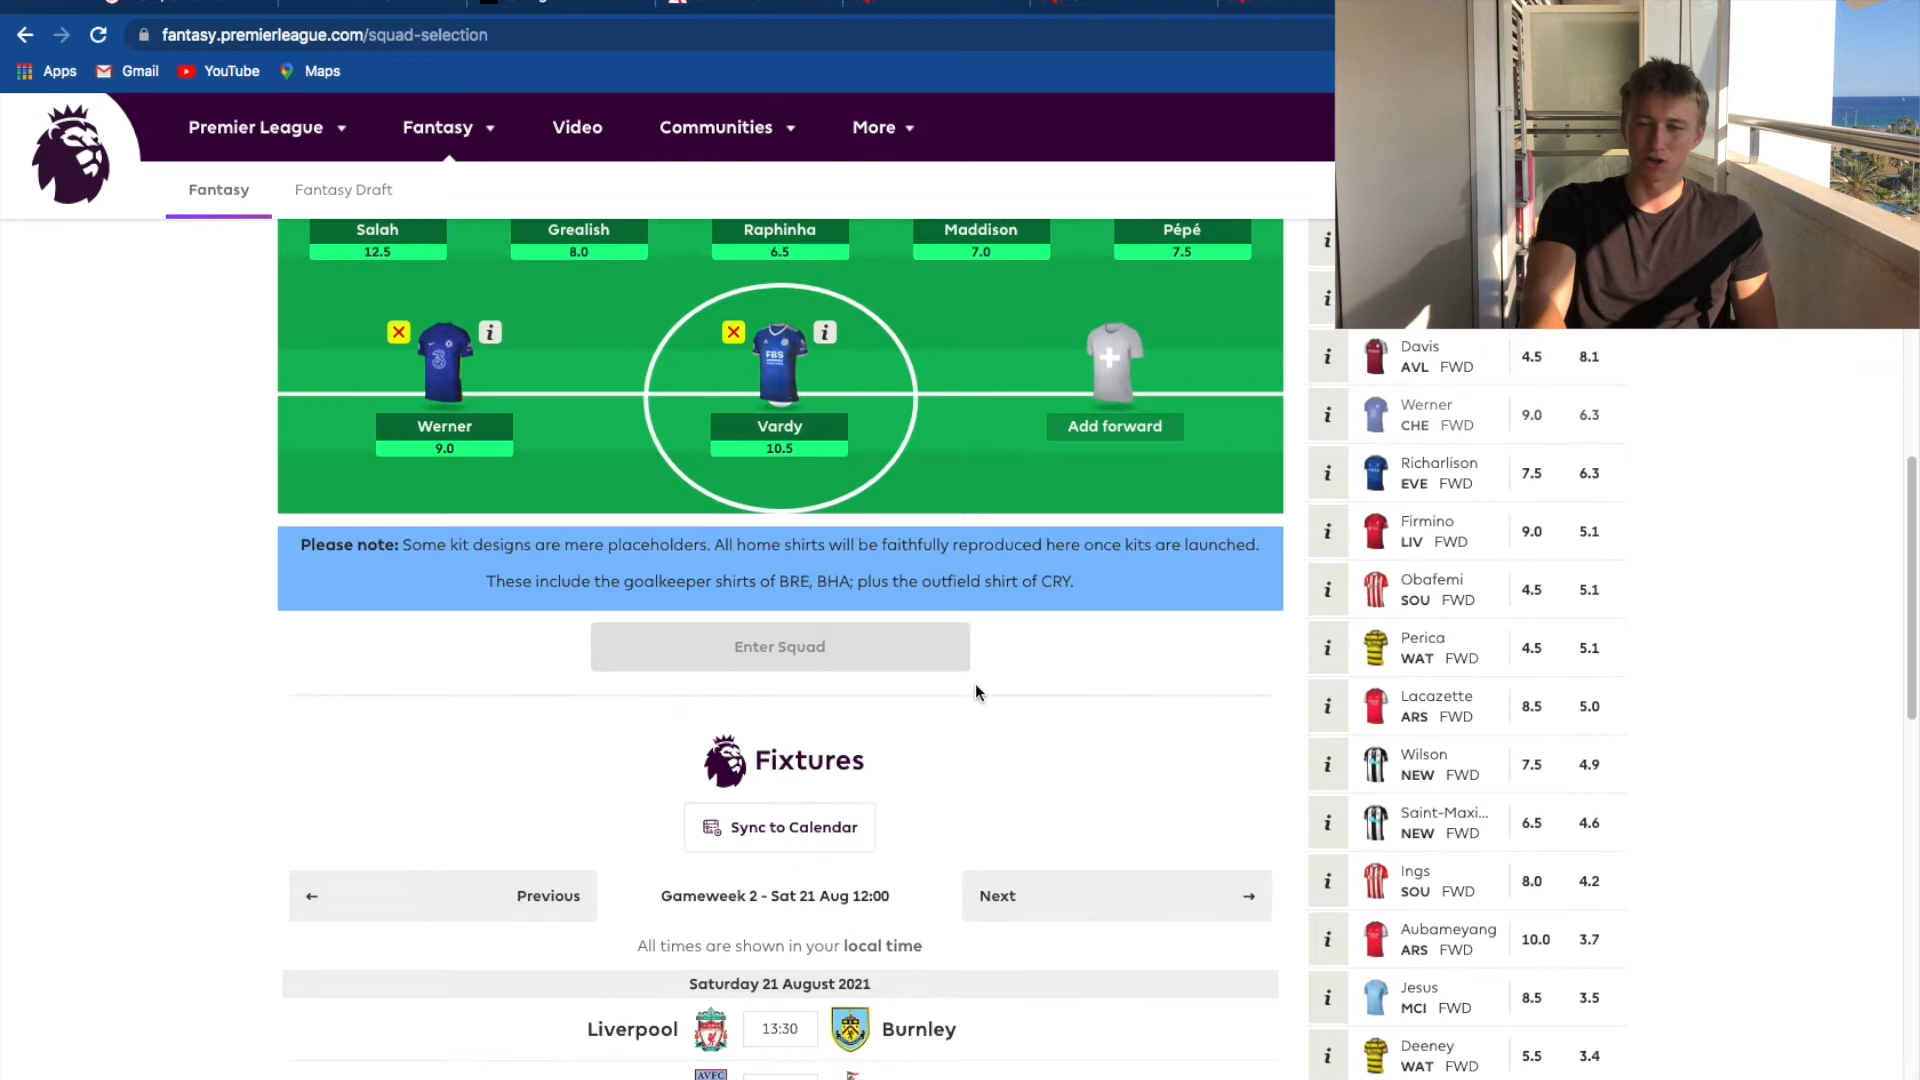 fantasy.premierleague.com/squad-selection
Apps Gmail YouTube Maps
Premier League Fantasy Video Communities More
Fantasy Fantasy Draft
Salah Grealish Raphinha Maddison Pépé
12.5 8.0 6.5 7.0 7.5
3 FBS
Werner Vardy Add forward
9.0 10.5
Please note: Some kit designs are mere placeholders. All home shirts will be faithfully reproduced here once kits are launched.
These include the goalkeeper shirts of BRE, BHA; plus the outfield shirt of CRY.
Enter Squad
Fixtures
Sync to Calendar
← Previous Gameweek 2 - Sat 21 Aug 12:00 Next →
All times are shown in your local time
Saturday 21 August 2021
Liverpool 13:30 Burnley
AVFC
Davis 4.5 8.1
AVL FWD
Werner 9.0 6.3
CHE FWD
Richarlison 7.5 6.3
EVE FWD
Firmino 9.0 5.1
LIV FWD
Obafemi 4.5 5.1
SOU FWD
Perica 4.5 5.1
WAT FWD
Lacazette 8.5 5.0
ARS FWD
Wilson 7.5 4.9
NEW FWD
Saint-Maxi... 6.5 4.6
NEW FWD
Ings 8.0 4.2
SOU FWD
Aubameyang 10.0 3.7
ARS FWD
Jesus 8.5 3.5
MCI FWD
Deeney 5.5 3.4
WAT FWD